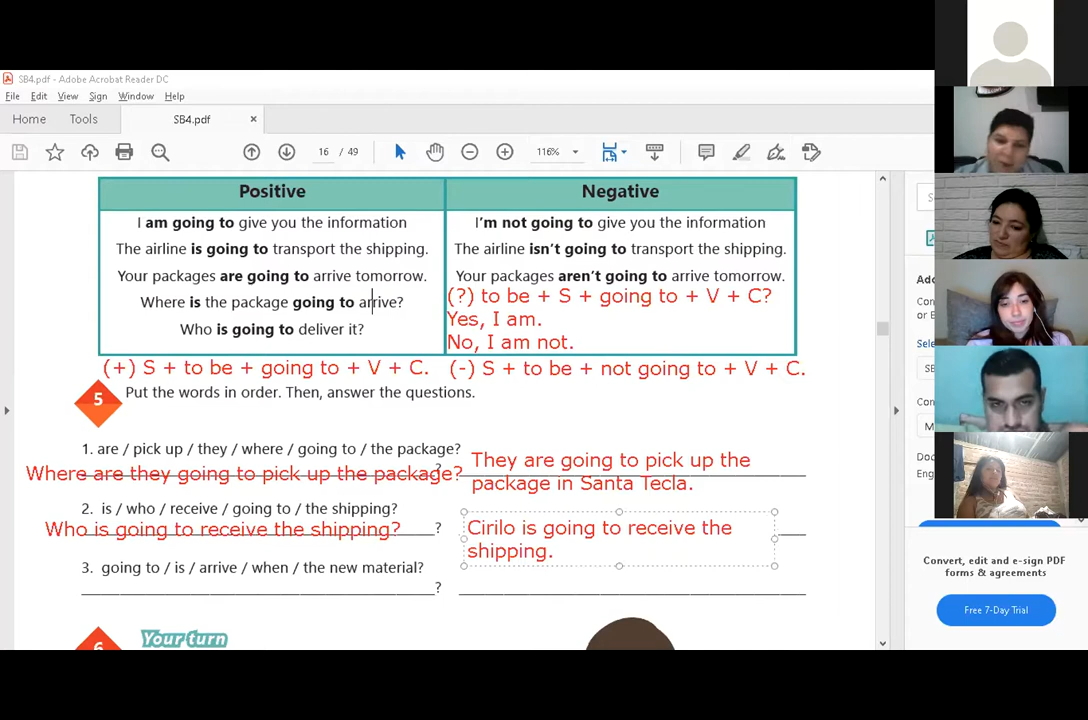 SB4.pdf - Adobe Acrobat Reader DC
File Edit View Sign Window Help
Home Tools SB4.pdf ×
16 / 49 116%
Positive Negative
I am going to give you the information I'm not going to give you the information
The airline is going to transport the shipping. The airline isn't going to transport the shipping.
Your packages are going to arrive tomorrow. Your packages aren't going to arrive tomorrow.
Where is the package going to arrive? (?) to be + S + going to + V + C?
Yes, I am.
Who is going to deliver it?
No, I am not.
(+) S + to be + going to + V + C. (-) S + to be + not going to + V + C.
5 Put the words in order. Then, answer the questions.
1. are / pick up / they / where / going to / the package?
Where are they going to pick up the package? ? They are going to pick up the
package in Santa Tecla.
2. is / who / receive / going to / the shipping?
Who is going to receive the shipping? ? Cirilo is going to receive the
shipping.
3. going to / is / arrive / when / the new material?
?
6 Your turn
S
Add
Co
Sele
SB
M
Doc
Eng
Convert, edit and e-sign PDF
forms & agreements
Free 7-Day Trial